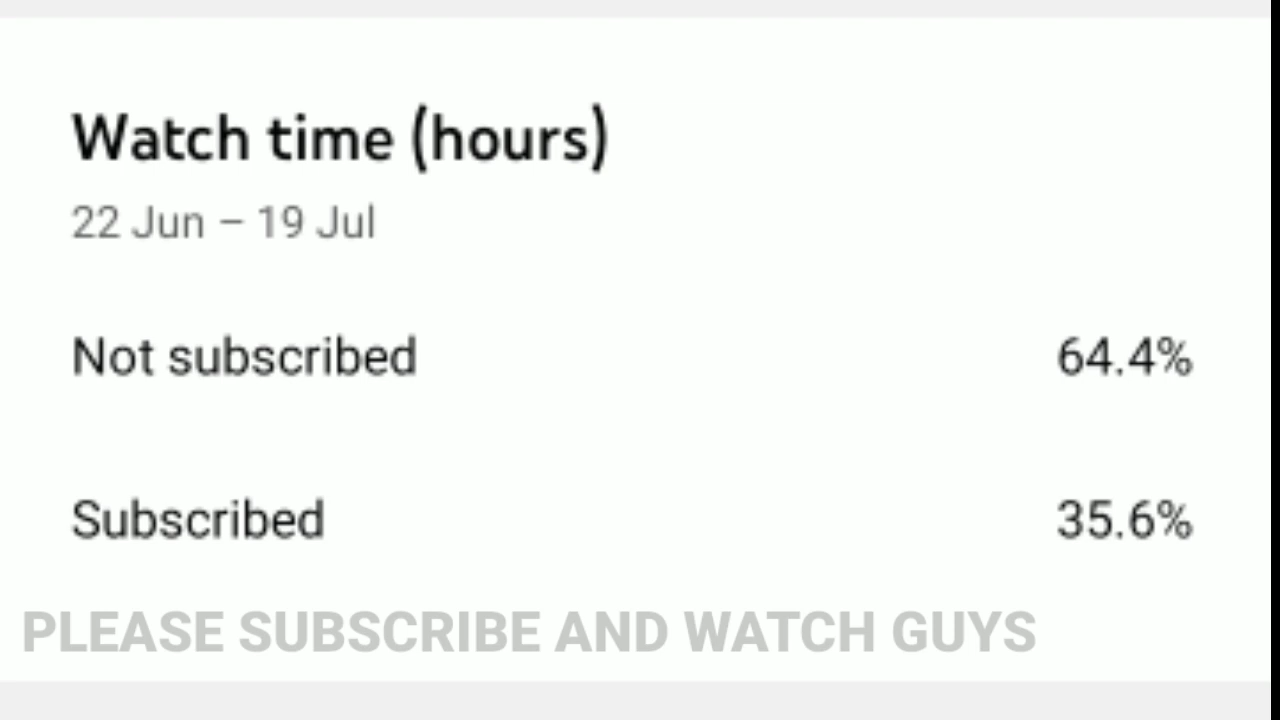 Watch time (hours)
22 Jun – 19 Jul
Not subscribed 64.4%
Subscribed 35.6%
PLEASE SUBSCRIBE AND WATCH GUYS